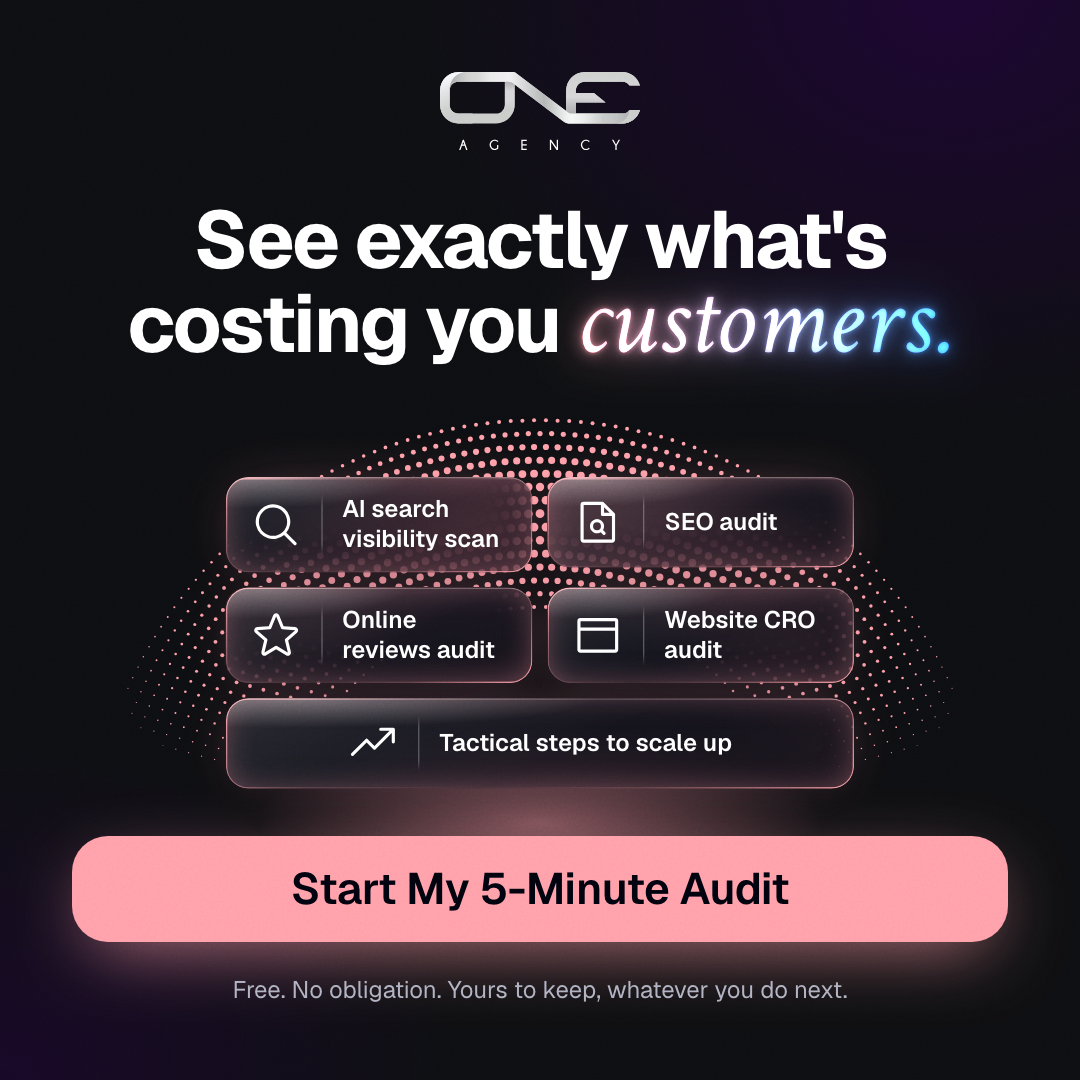 ONE
AGENCY
See exactly what's
costing you customers.
AI search
visibility scan
SEO audit
Online
reviews audit
Website CRO
audit
Tactical steps to scale up
Start My 5-Minute Audit
Free. No obligation. Yours to keep, whatever you do next.